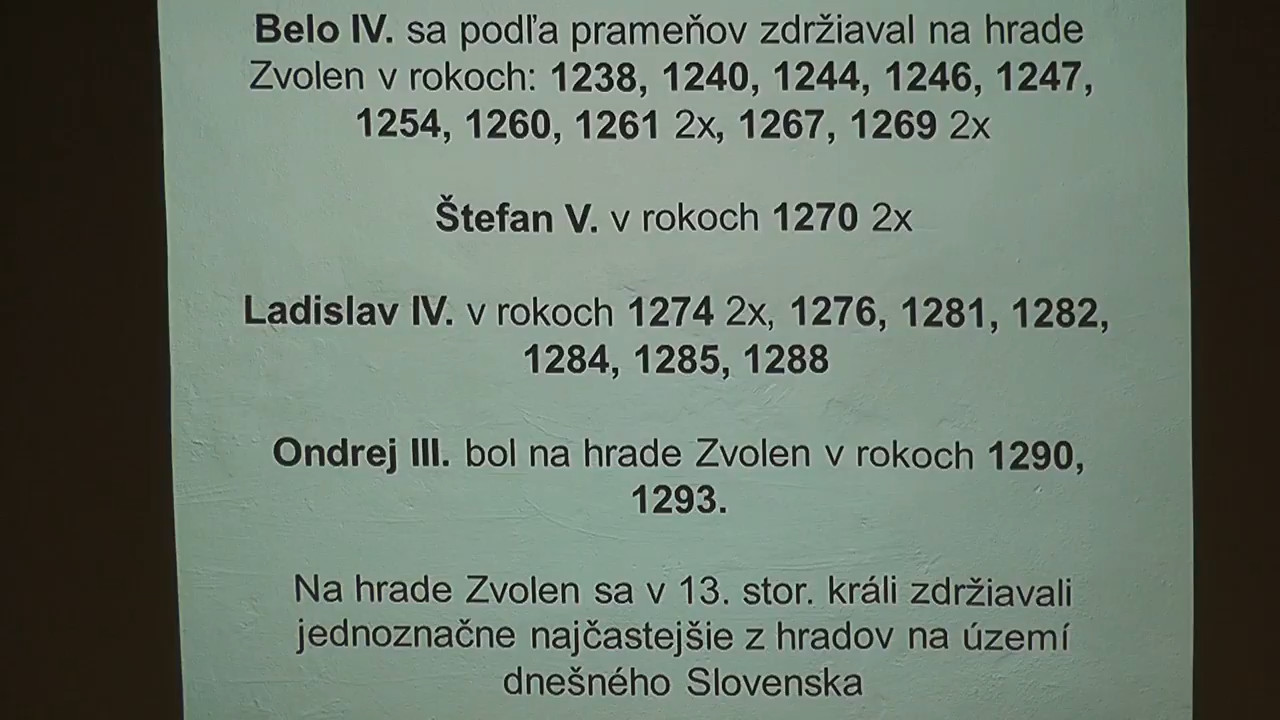 Belo IV. sa podľa prameňov zdržiaval na hrade
Zvolen v rokoch: 1238, 1240, 1244, 1246, 1247,
1254, 1260, 1261 2x, 1267, 1269 2x
Štefan V. v rokoch 1270 2x
Ladislav IV. v rokoch 1274 2x, 1276, 1281, 1282,
1284, 1285, 1288
Ondrej III. bol na hrade Zvolen v rokoch 1290,
1293.
Na hrade Zvolen sa v 13. stor. králi zdržiavali
jednoznačne najčastejšie z hradov na území
dnešného Slovenska